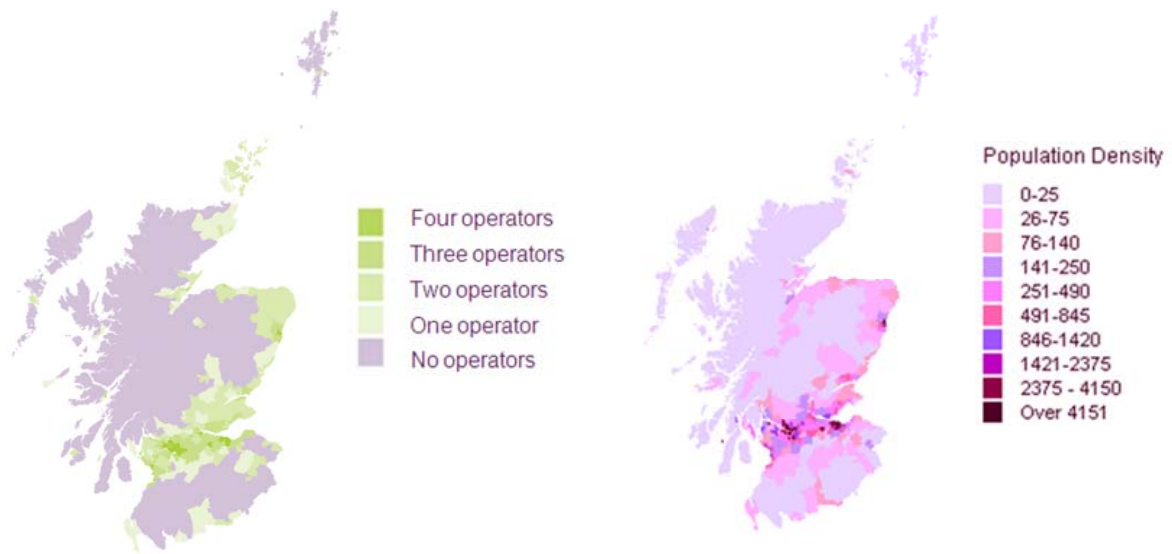 Four operators
Three operators
Two operators
One operator
No operators
Population Density
0-25
26-75
76-140
141-250
251-490
491-845
846-1420
1421-2375
2375 - 4150
Over 4151